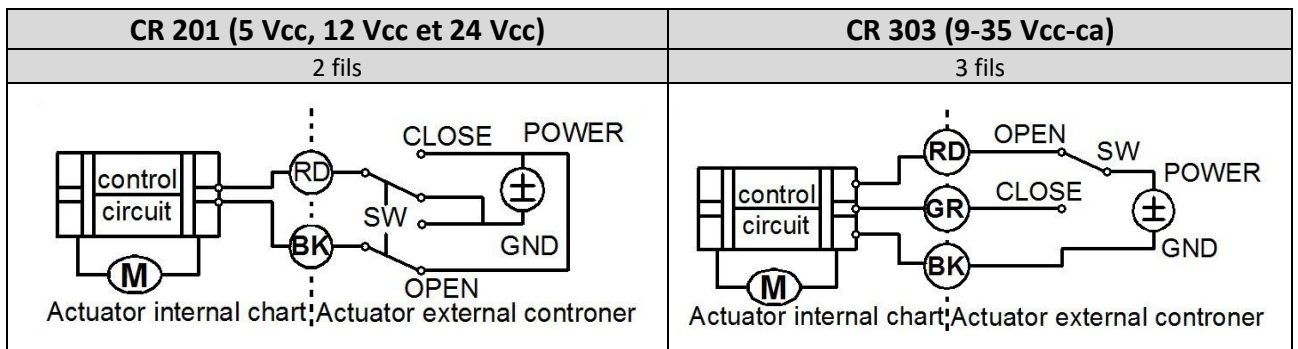 CR 201 (5 Vcc, 12 Vcc et 24 Vcc)
2 fils
CLOSE
POWER
RD
control
circuit
SW
BK
GND
M
OPEN
Actuator internal chart
Actuator external controner
CR 303 (9-35 Vcc-ca)
3 fils
OPEN
RD
SW
POWER
control
circuit
GR
CLOSE
GND
BK
M
Actuator internal chart
Actuator external controner